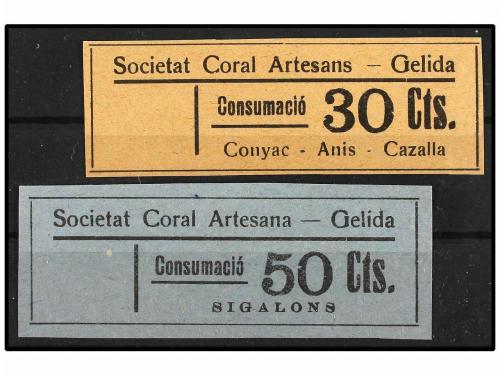 Societat Coral Artesans — Gelida
Consumació 30 Cts.
Conyac - Anis - Cazalla
Societat Coral Artesana — Gelida
Consumació 50 Cts.
SIGALONS